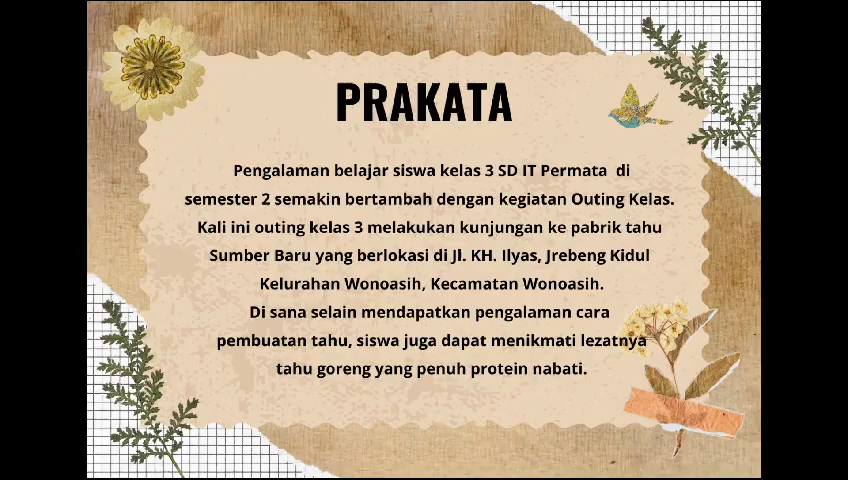 PRAKATA
Pengalaman belajar siswa kelas 3 SD IT Permata di
semester 2 semakin bertambah dengan kegiatan Outing Kelas.
Kali ini outing kelas 3 melakukan kunjungan ke pabrik tahu
Sumber Baru yang berlokasi di Jl. KH. Ilyas, Jrebeng Kidul
Kelurahan Wonoasih, Kecamatan Wonoasih.
Di sana selain mendapatkan pengalaman cara
pembuatan tahu, siswa juga dapat menikmati lezatnya
tahu goreng yang penuh protein nabati.